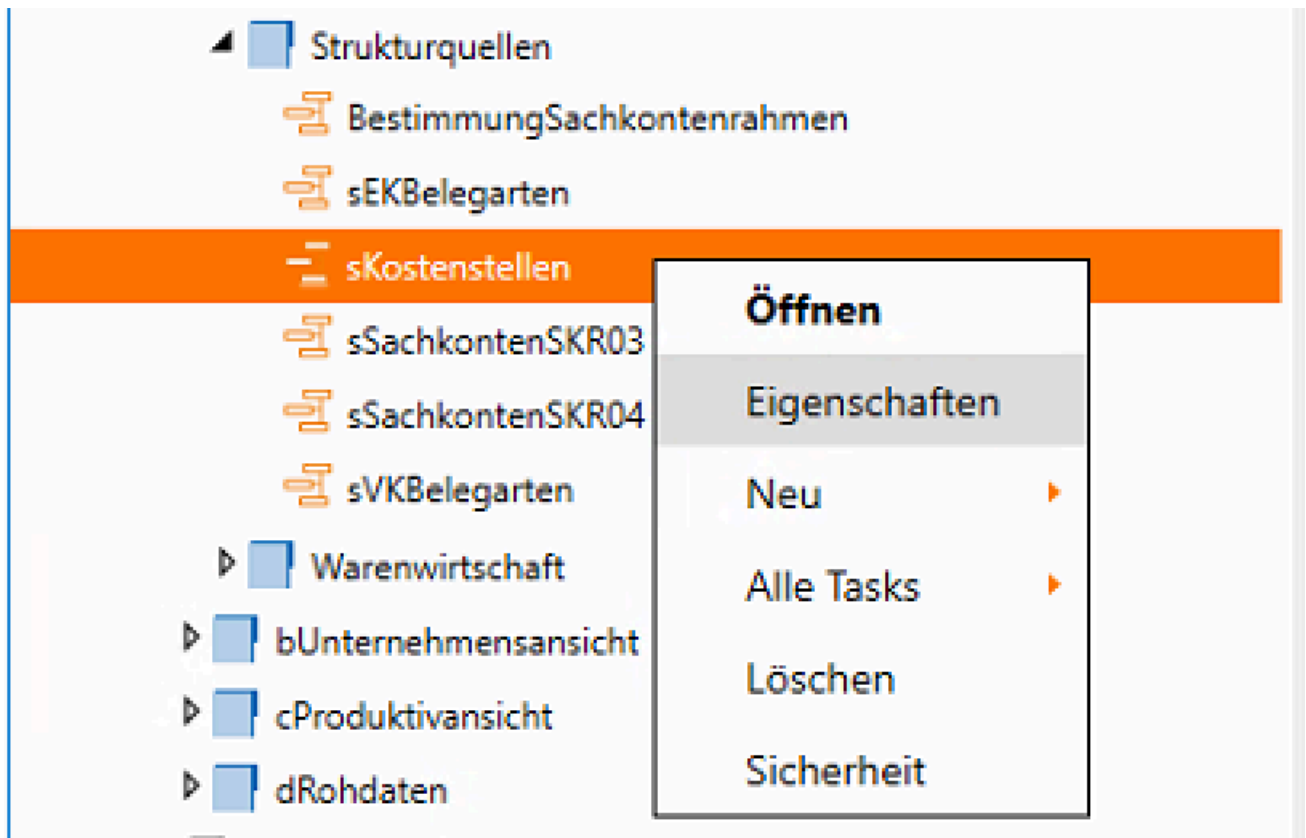 Strukturquellen
BestimmungSachkontenrahmen
sEKBelegarten
sKostenstellen
sSachkontenSKR03
sSachkontenSKR04
sVKBelegarten
Warenwirtschaft
bUnternehmensansicht
cProduktivansicht
dRohdaten
Öffnen
Eigenschaften
Neu
Alle Tasks
Löschen
Sicherheit